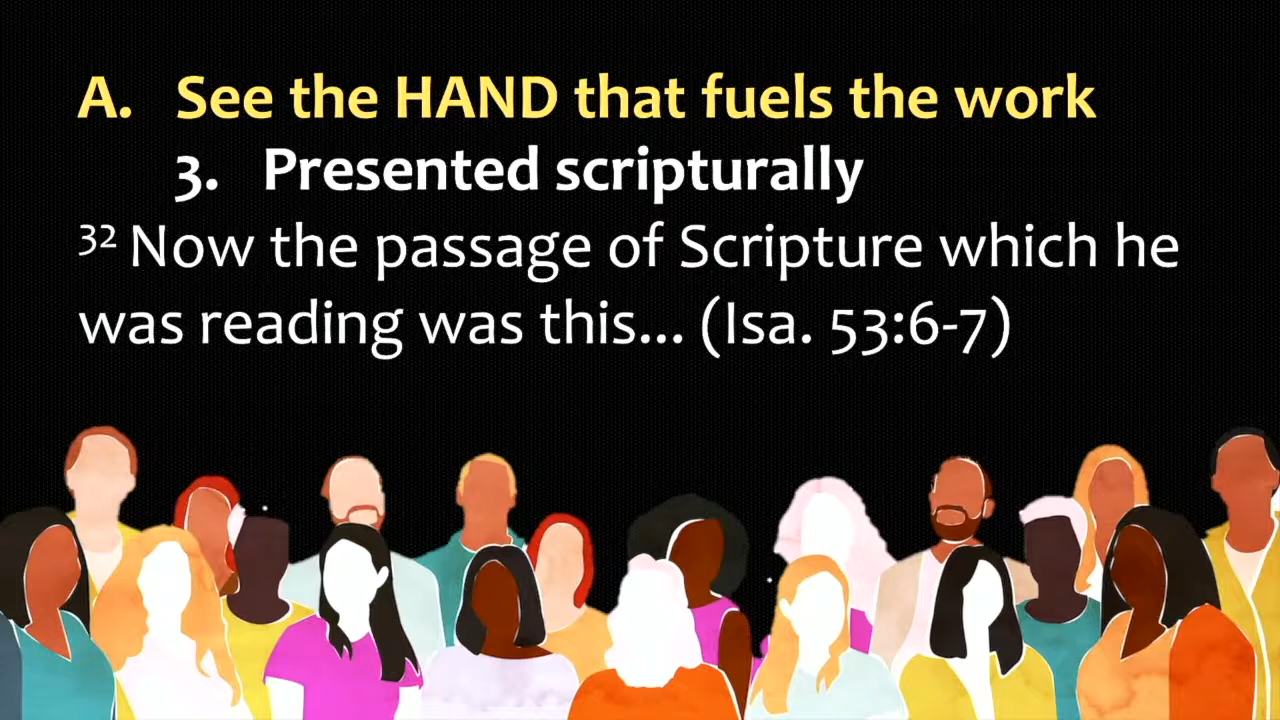 A. See the HAND that fuels the work
3. Presented scripturally
32 Now the passage of Scripture which he
was reading was this... (Isa. 53:6-7)